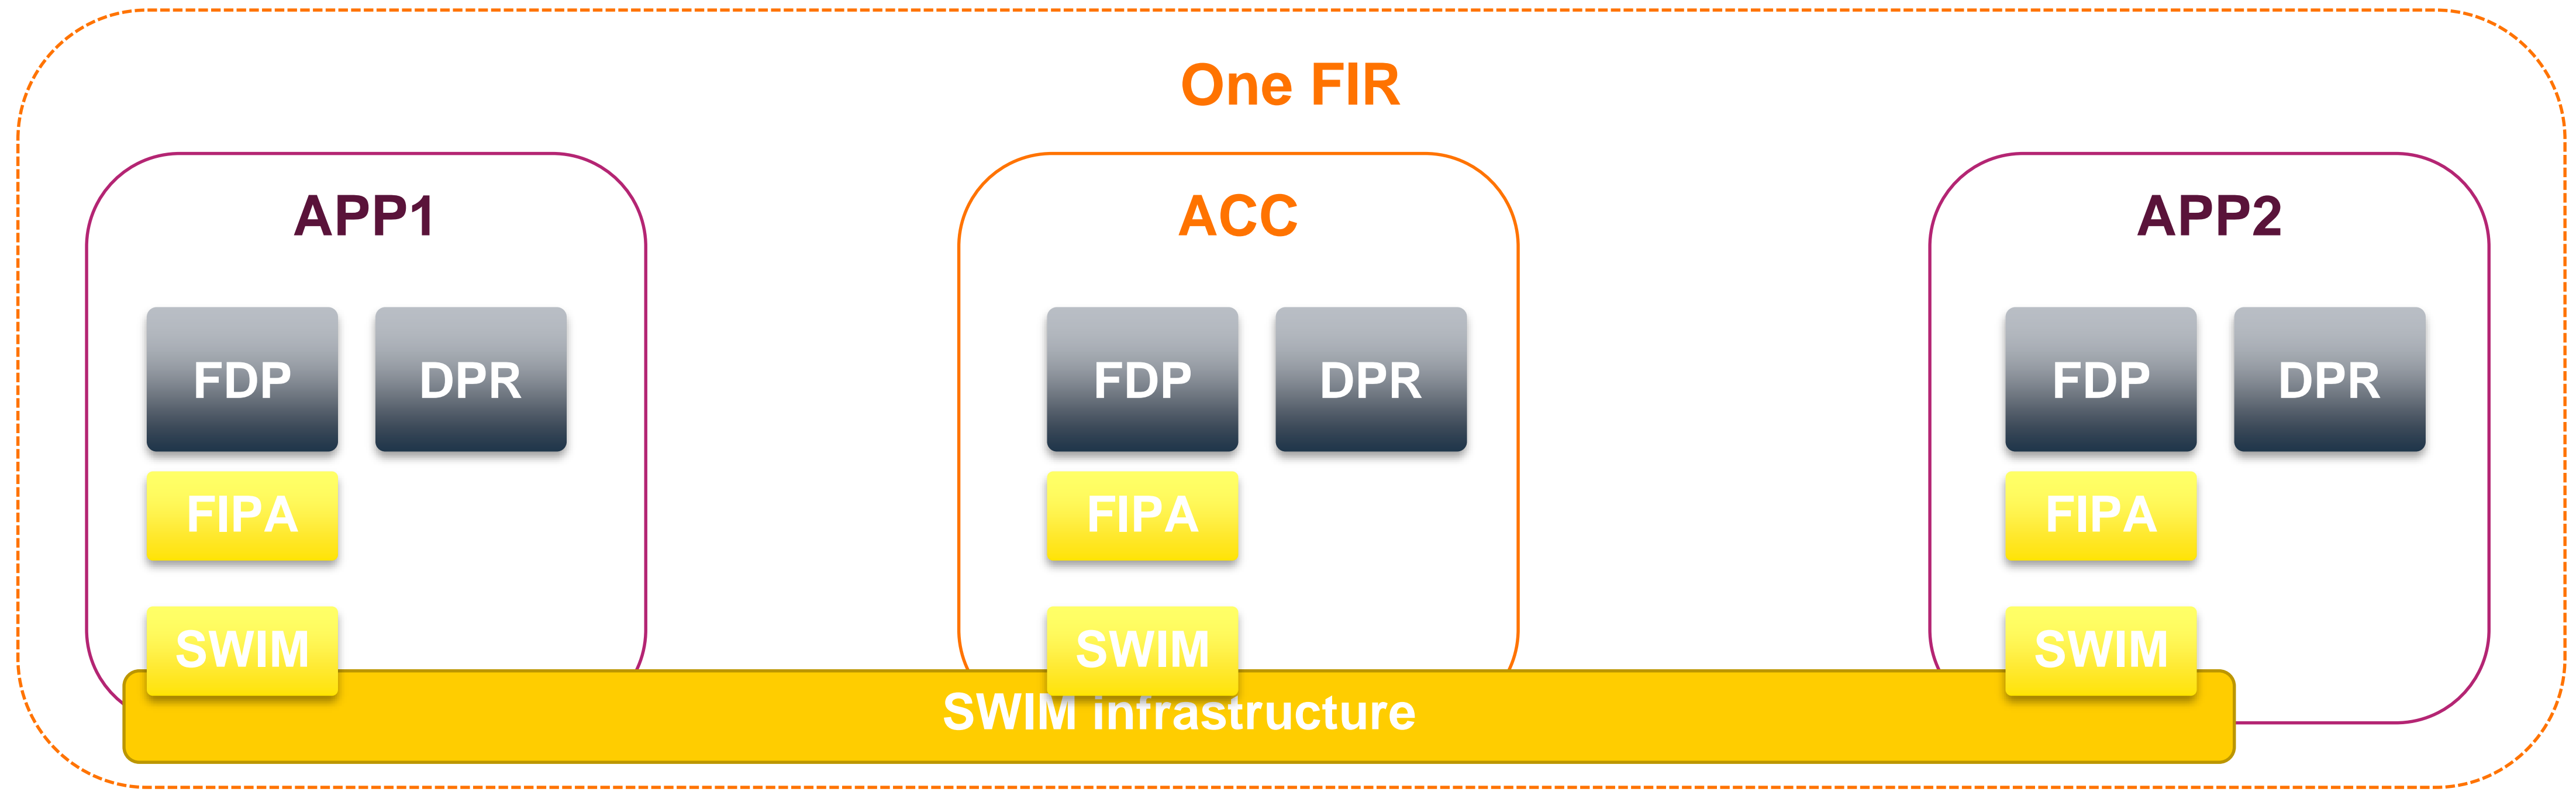 One FIR
APP1
ACC
APP2
FDP DPR
FDP DPR
FDP DPR
FIPA
FIPA
FIPA
SWIM
SWIM
SWIM
SWIM infrastructure